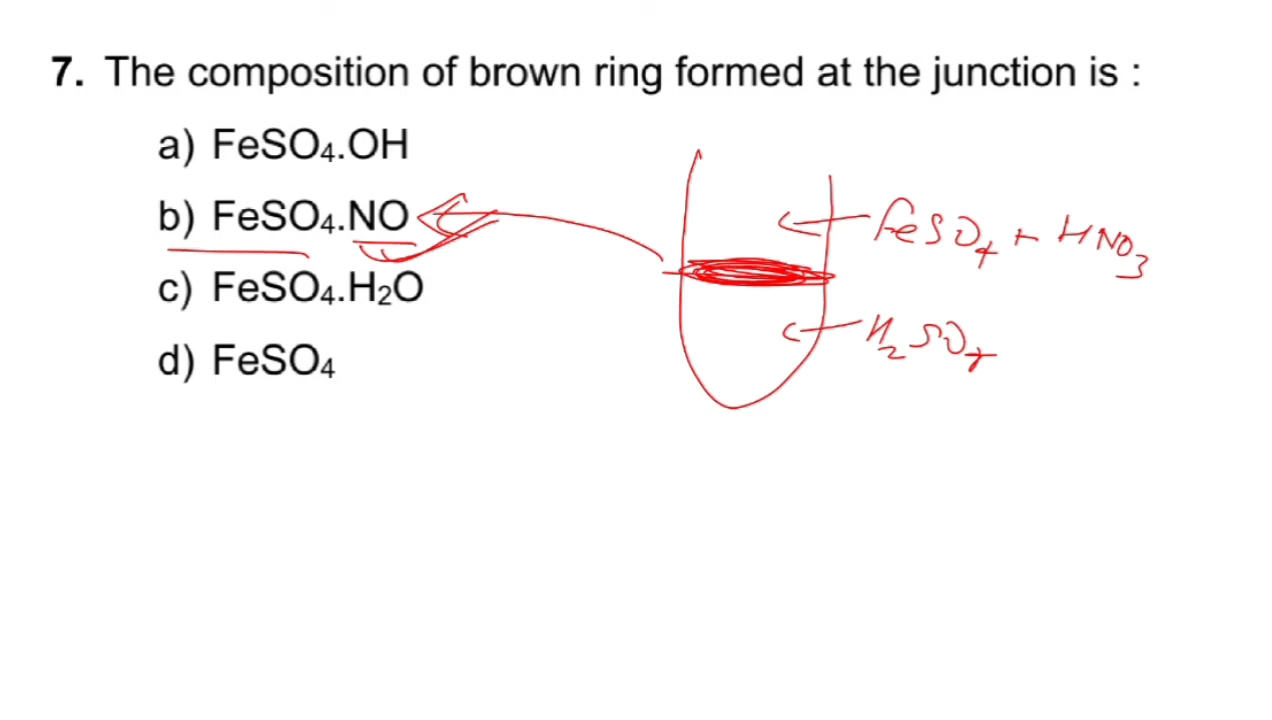 7. The composition of brown ring formed at the junction is :
a) FeSO₄.OH
b) FeSO₄.NO
c) FeSO₄.H₂O
d) FeSO₄
FeSO₄ + HNO₃
H₂SO₄